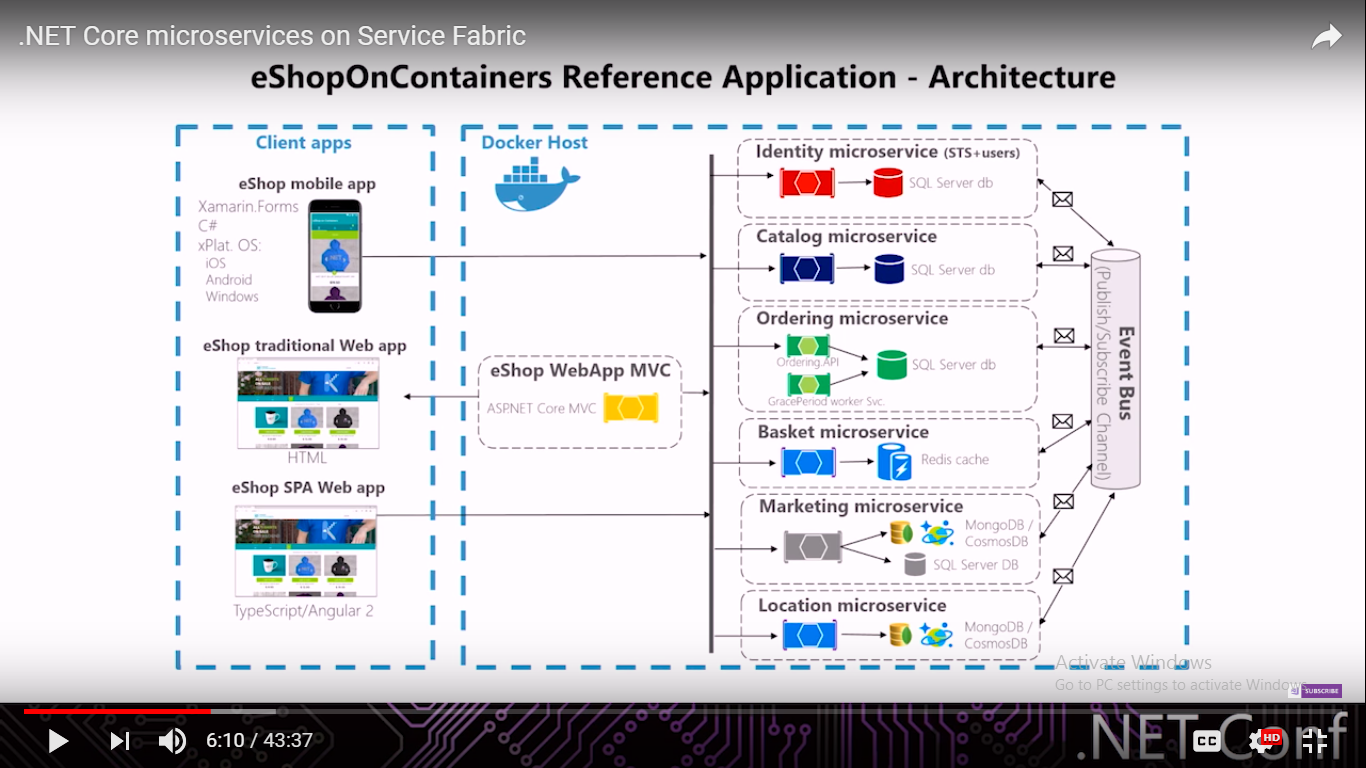 .NET Core microservices on Service Fabric
eShopOnContainers Reference Application - Architecture
Client apps
eShop mobile app
Xamarin.Forms
C#
xPlat. OS:
iOS
Android
Windows
eShop traditional Web app
HTML
eShop SPA Web app
TypeScript/Angular 2
Docker Host
eShop WebApp MVC
ASPNET Core MVC
Identity microservice (STS+users)
SQL Server db
Catalog microservice
SQL Server db
Ordering microservice
Ordering.API
SQL Server db
GracePeriod worker Svc.
Basket microservice
Redis cache
Marketing microservice
MongoDB /
CosmosDB
SQL Server DB
Location microservice
MongoDB /
CosmosDB
Event Bus
(Publish/Subscribe Channel)
Activate Windows
Go to PC settings to activate Windows.
SUBSCRIBE
.NET Conf
6:10 / 43:37
CC
HD